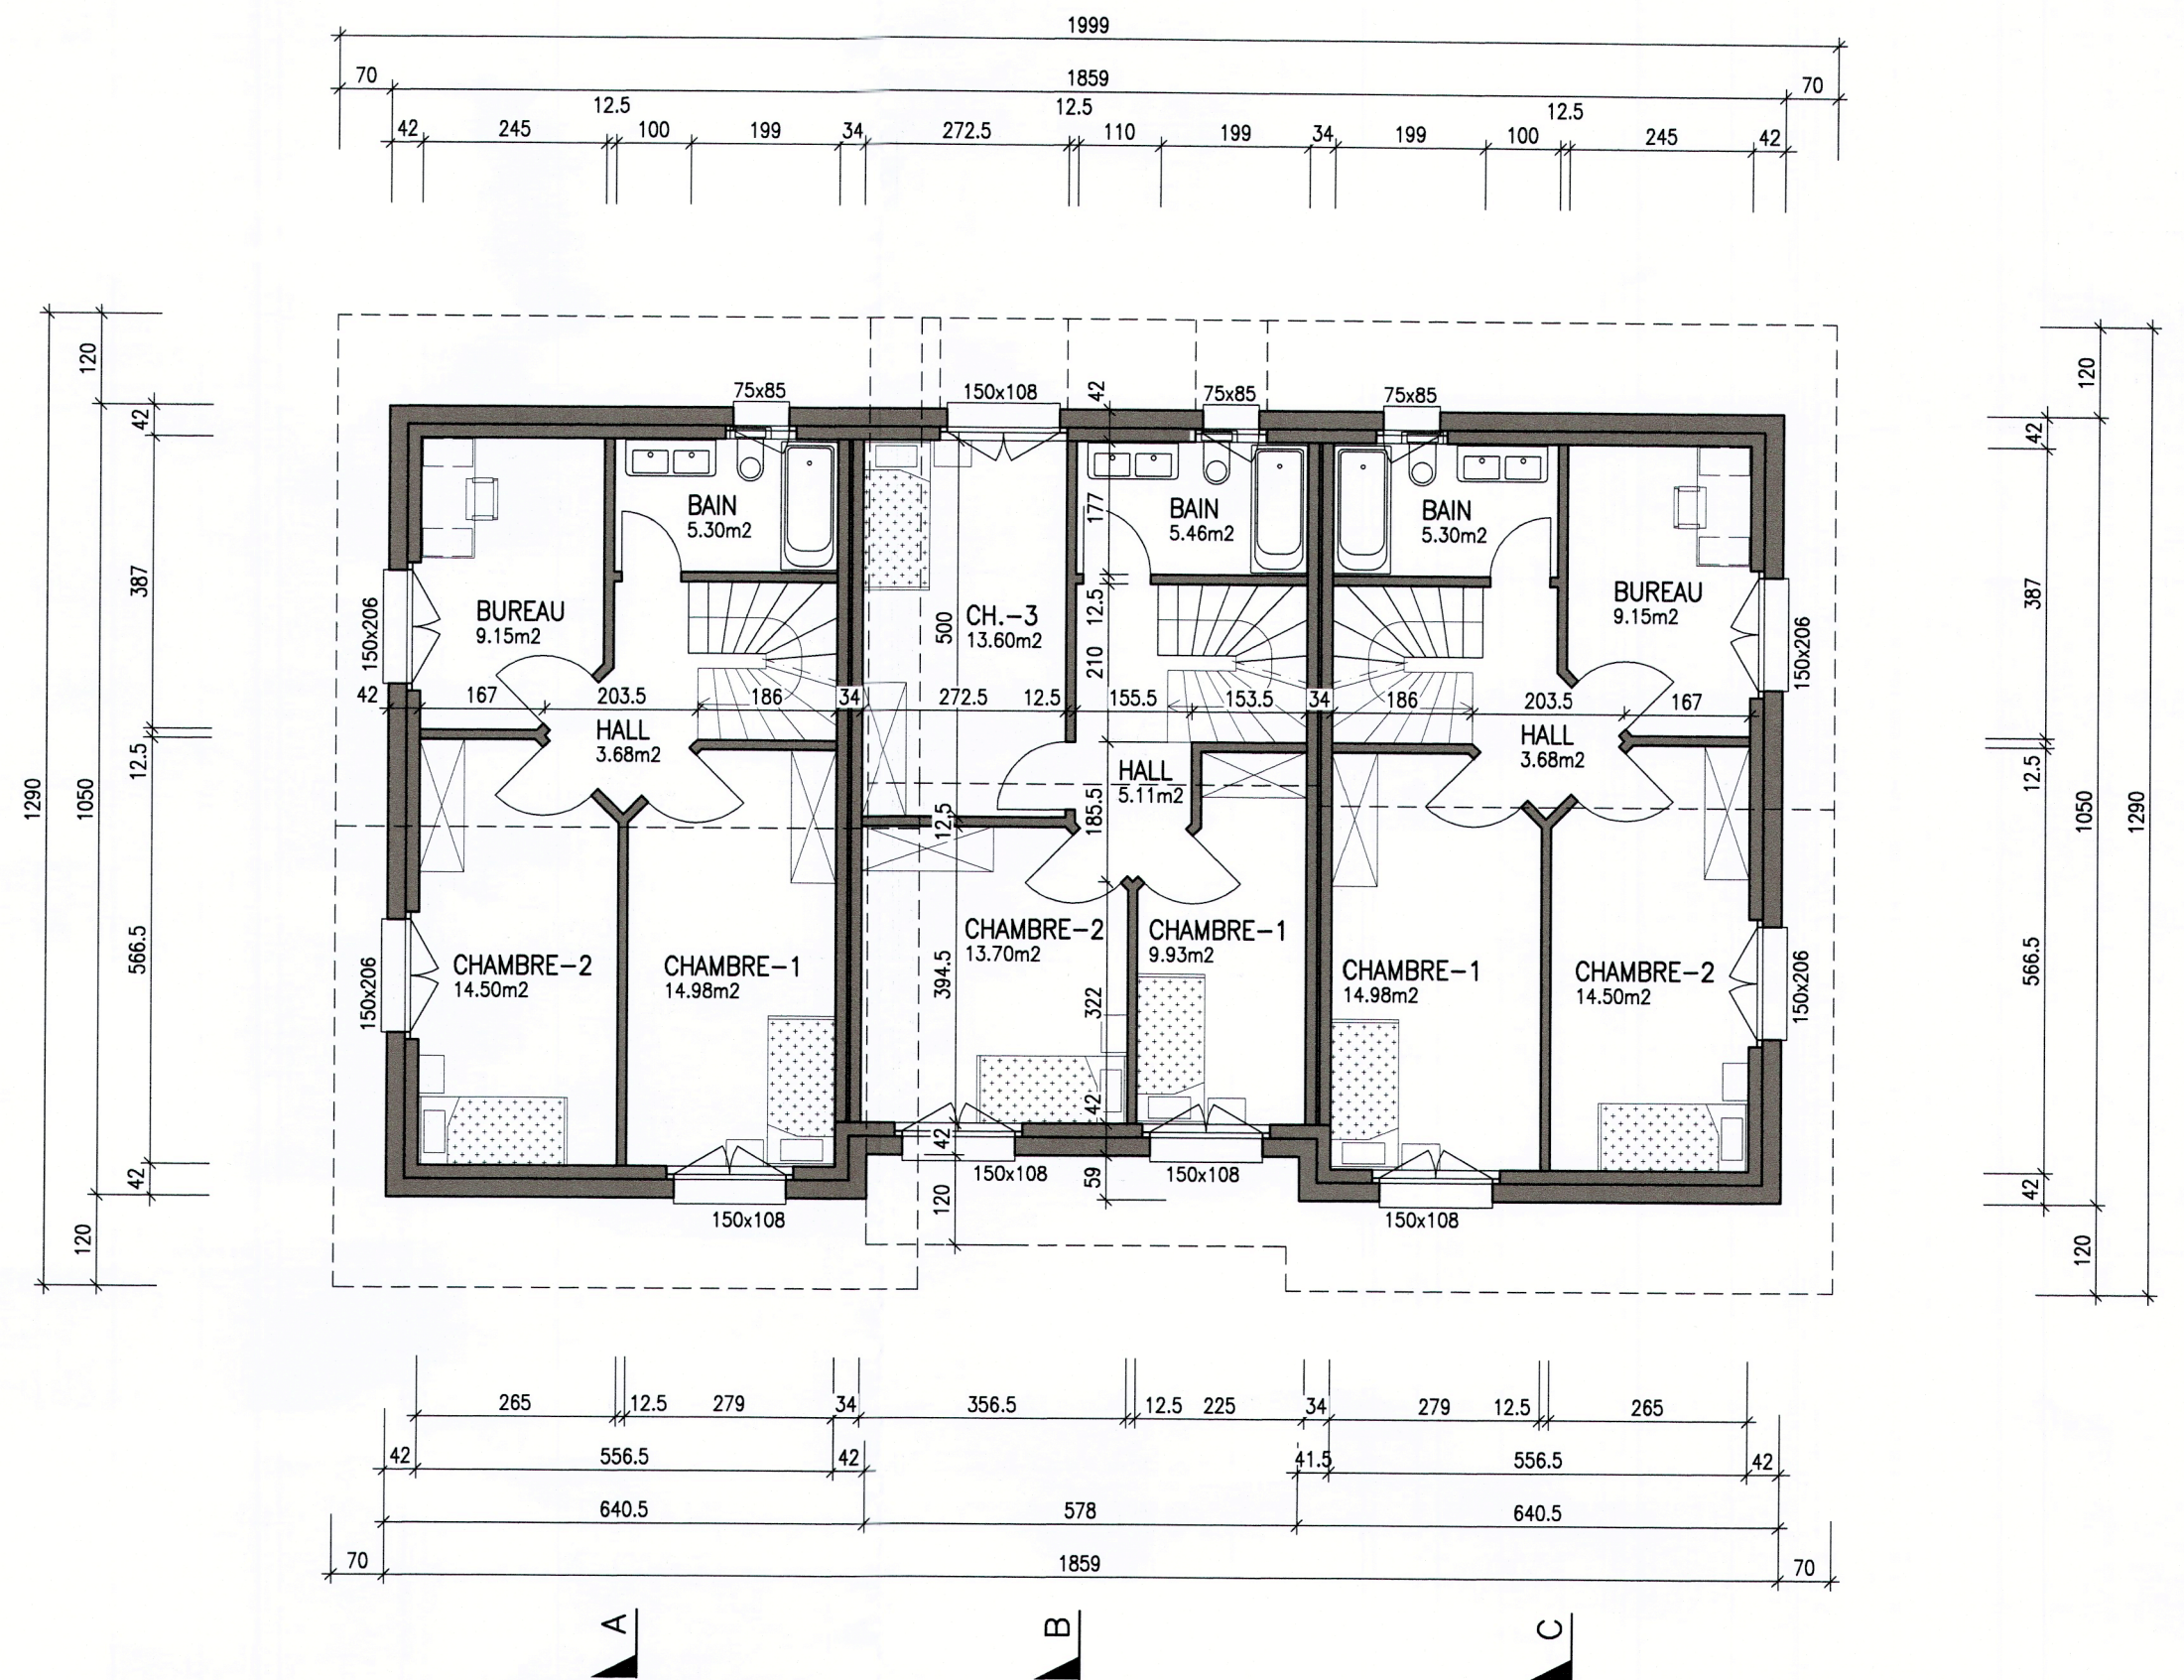 1999
70 1859 70
12.5 12.5 12.5
42 245 100 199 34 272.5 110 199 34 199 100 245 42
120 120
75x85 150x108 42 75x85 75x85
42 42
BAIN BAIN BAIN
5.30m2 177 5.46m2 5.30m2
387 387
BUREAU CH.-3 BUREAU
9.15m2 13.60m2 9.15m2
150x206 500 12.5 210 150x206
42 167 203.5 186 34 272.5 12.5 155.5 153.5 34 186 203.5 167
HALL HALL
3.68m2 3.68m2
HALL
5.11m2
12.5 12.5
1290 1050 12.5 185.5 1050 1290
CHAMBRE-2 CHAMBRE-1
13.70m2 9.93m2
566.5 394.5 566.5
CHAMBRE-2 CHAMBRE-1 CHAMBRE-1 CHAMBRE-2
14.50m2 14.98m2 14.98m2 14.50m2
150x206 322 150x206
42 42
42 150x108 150x108 42
120 59
150x108 150x108
120 120
265 12.5 279 34 356.5 12.5 225 34 279 12.5 265
42 556.5 42 41.5 556.5 42
640.5 578 640.5
70 1859 70
A B C